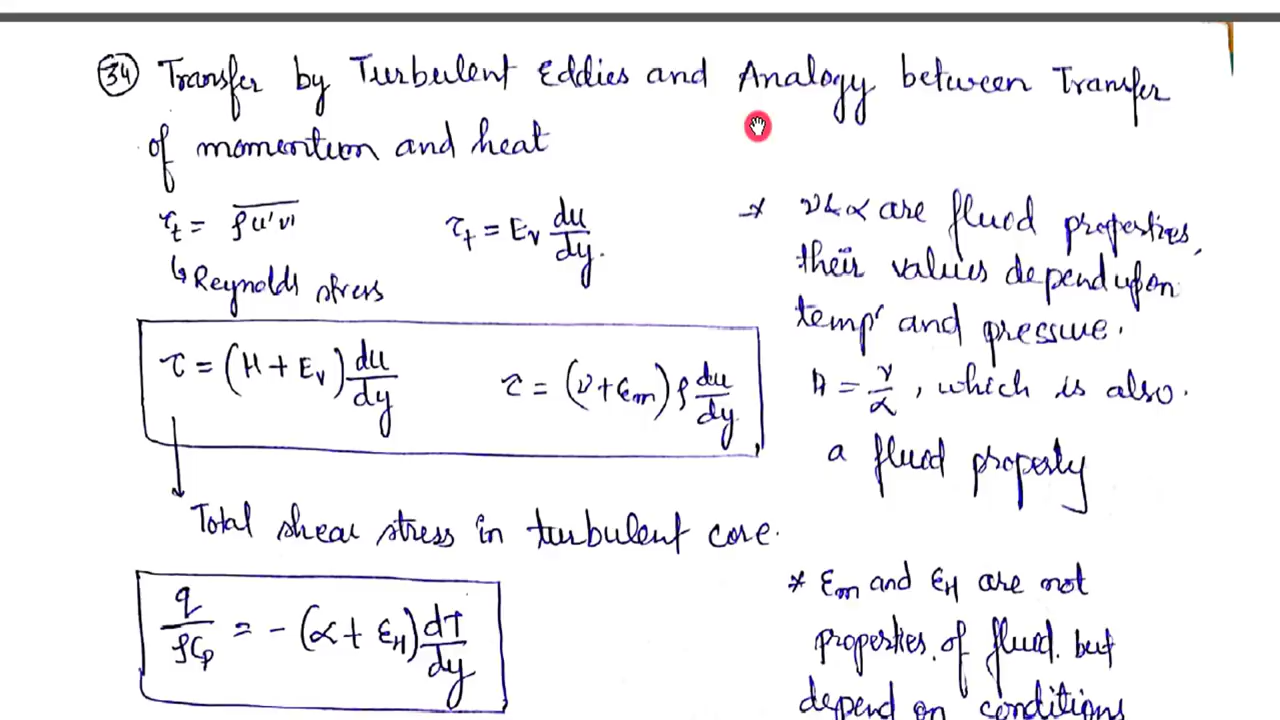 34 Transfer by Turbulent Eddies and Analogy between Transfer
of momentum and heat
τt = ρu'v'
τt = Ev du/dy.
↳ Reynolds stress
τ = (μ + Ev) du/dy
τ = (ν + εm) ρ du/dy
Total shear stress in turbulent core.
q/ρCp = - (α + εH) dT/dy
→* ν & α are fluid properties,
their values depend upon
temp' and pressure.
= ν/α , which is also.
a fluid property
* εm and εH are not
properties of fluid. but
depend on conditions